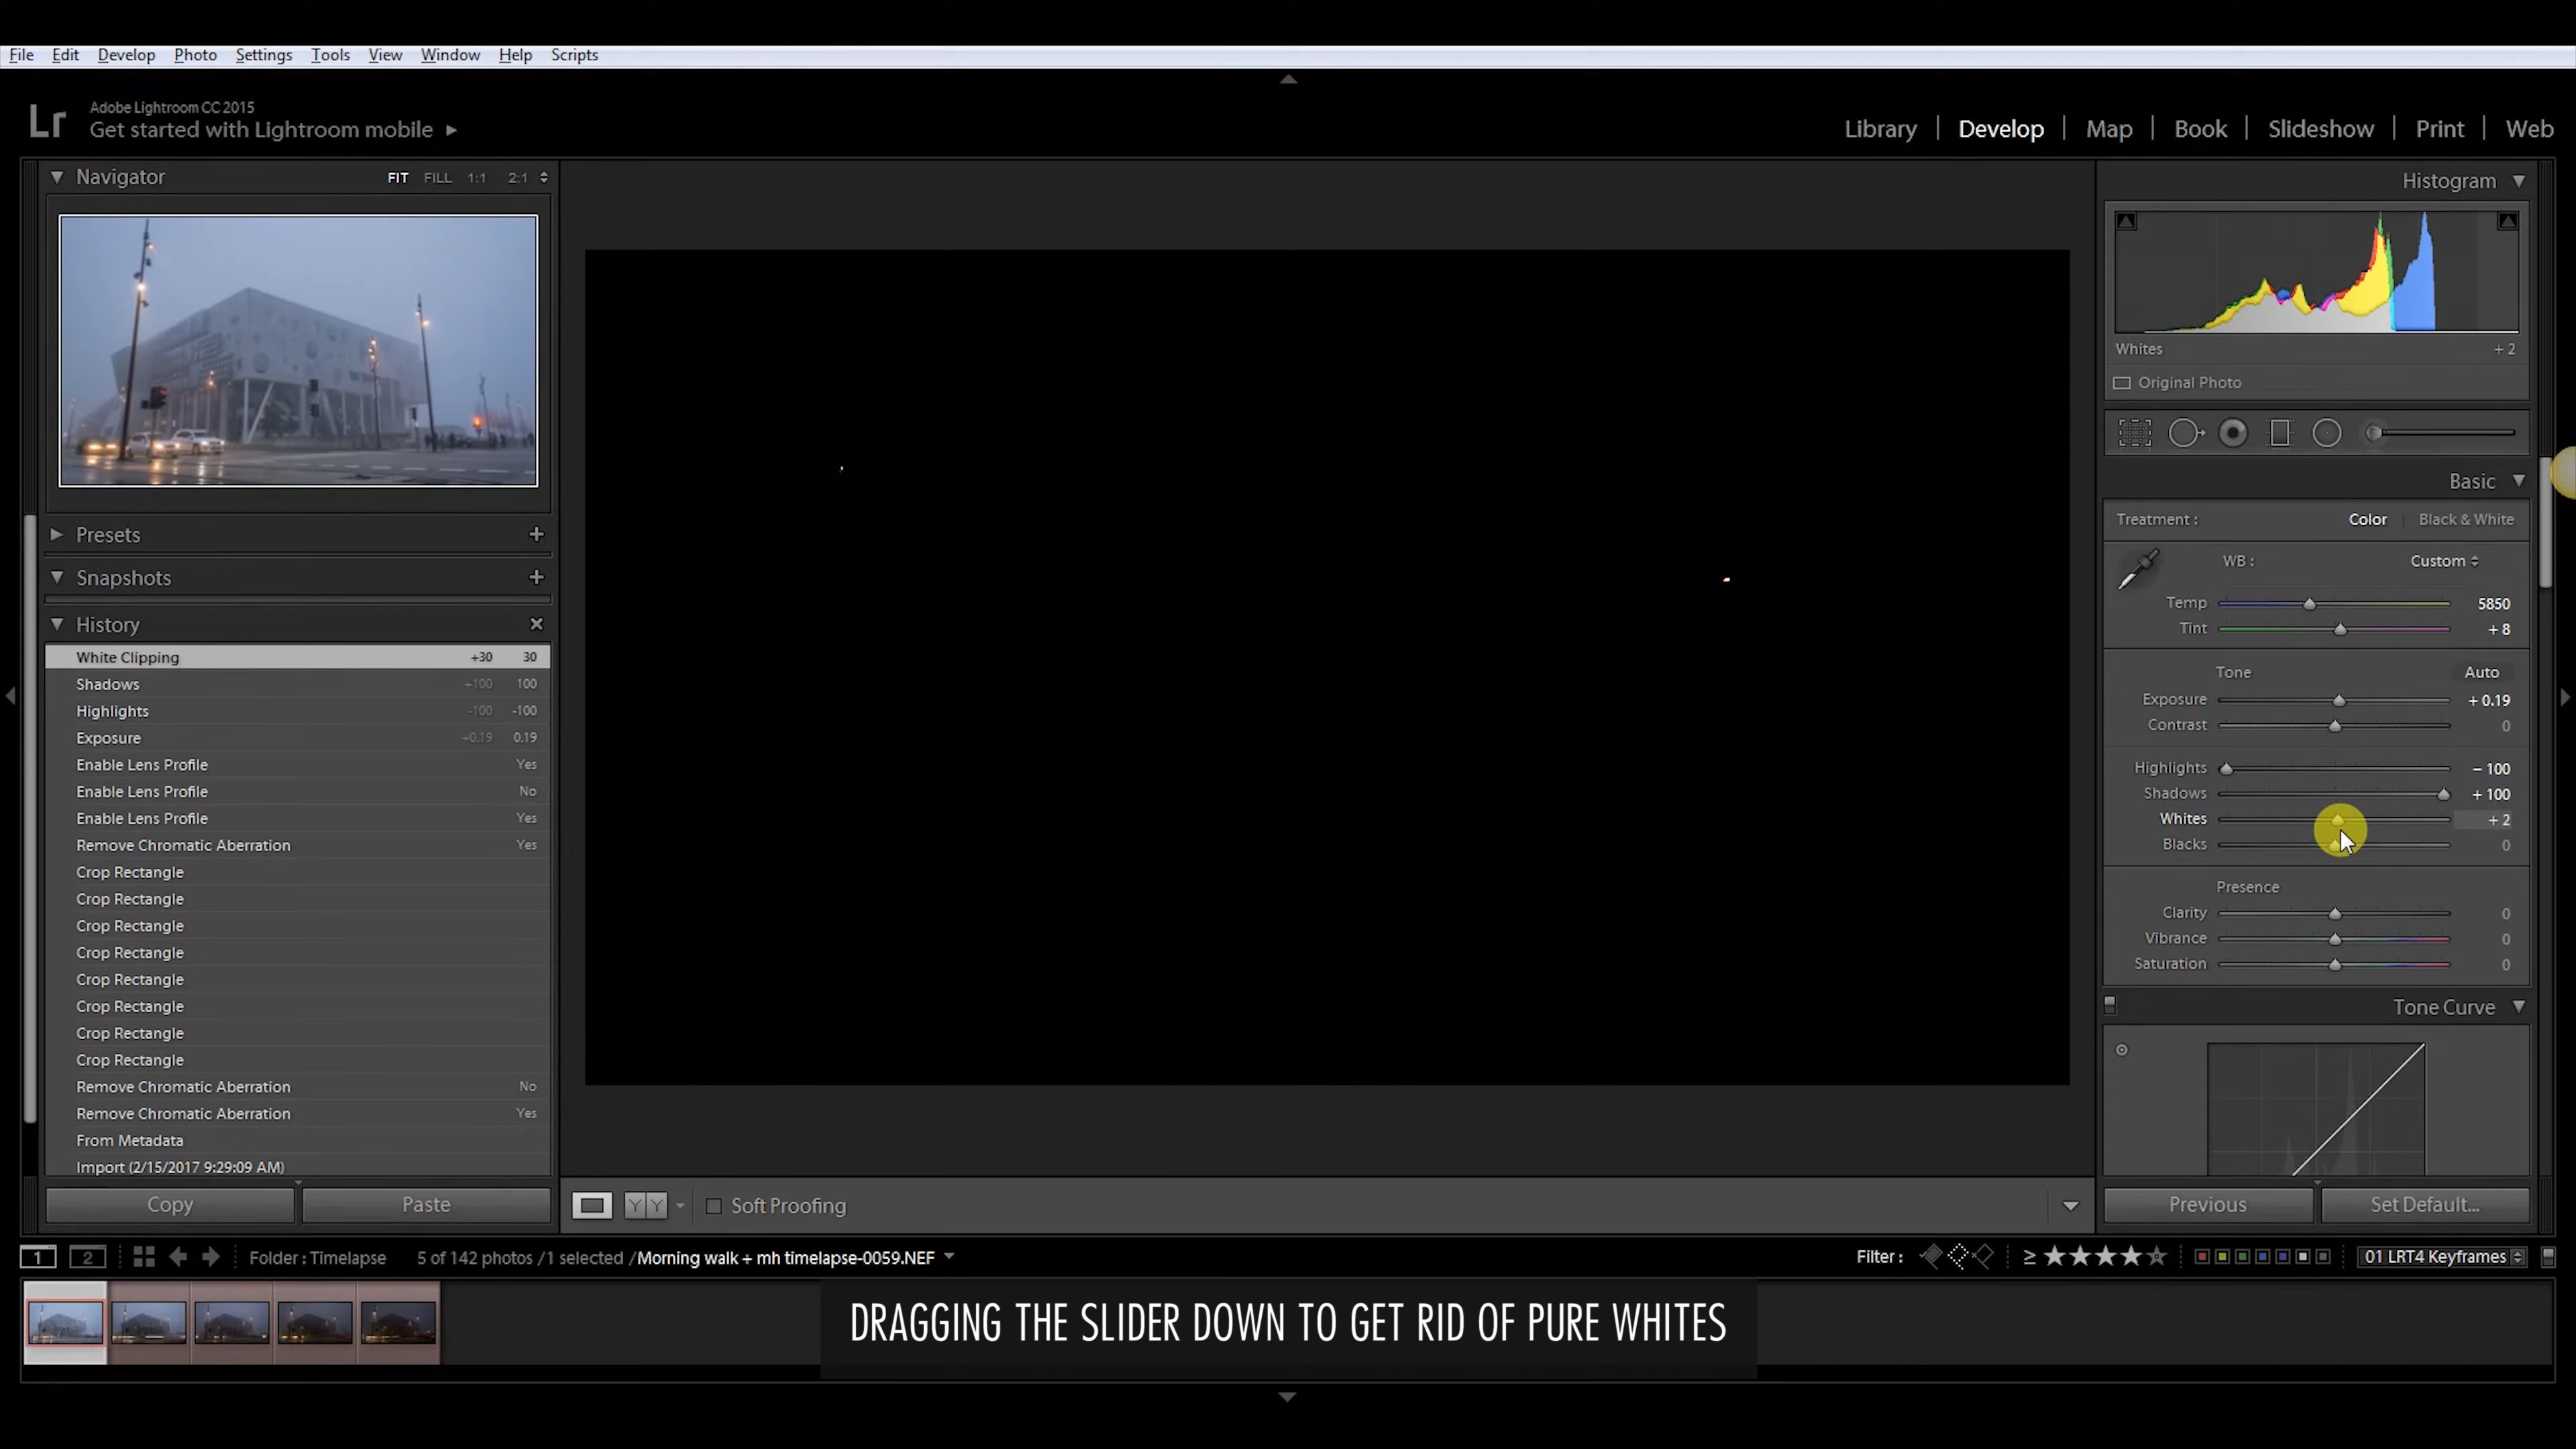 File Edit Develop Photo Settings Tools View Window Help Scripts
Lr
Adobe Lightroom CC 2015
Get started with Lightroom mobile
Library | Develop | Map | Book | Slideshow | Print | Web
Navigator FIT FILL 1:1 2:1
Presets
Snapshots
History
White Clipping +30 30
Shadows +100 100
Highlights -100 -100
Exposure +0.19 0.19
Enable Lens Profile Yes
Enable Lens Profile No
Enable Lens Profile Yes
Remove Chromatic Aberration Yes
Crop Rectangle
Crop Rectangle
Crop Rectangle
Crop Rectangle
Crop Rectangle
Crop Rectangle
Crop Rectangle
Crop Rectangle
Remove Chromatic Aberration No
Remove Chromatic Aberration Yes
From Metadata
Import (2/15/2017 9:29:09 AM)
Copy Paste
YY Soft Proofing
Histogram
Whites + 2
Original Photo
Basic
Treatment : Color Black & White
WB : Custom
Temp 5850
Tint + 8
Tone Auto
Exposure + 0.19
Contrast 0
Highlights − 100
Shadows + 100
Whites + 2
Blacks 0
Presence
Clarity 0
Vibrance 0
Saturation 0
Tone Curve
Previous Set Default...
1 2 Folder : Timelapse 5 of 142 photos /1 selected /Morning walk + mh timelapse-0059.NEF
Filter : ≥ 01 LRT4 Keyframes
DRAGGING THE SLIDER DOWN TO GET RID OF PURE WHITES